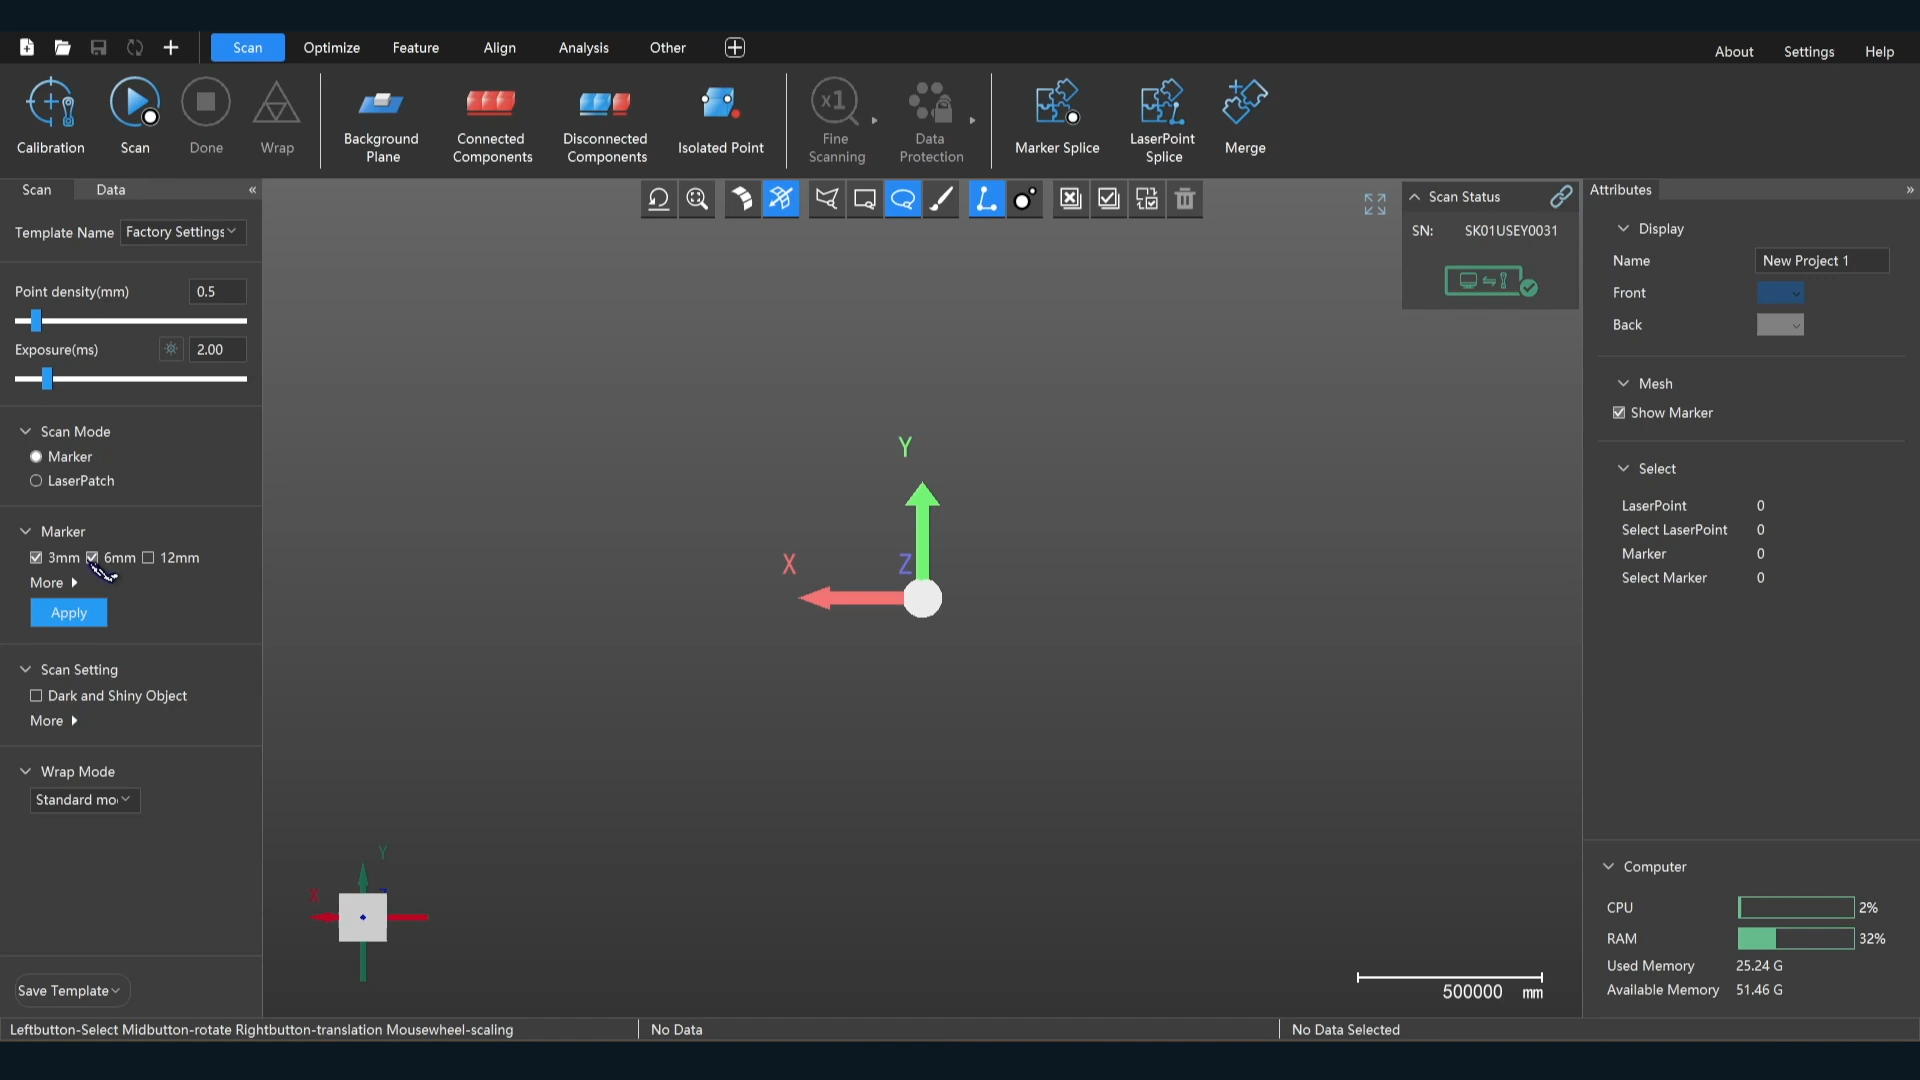 Scan Optimize Feature Align Analysis Other
About Settings Help
Calibration
Scan
Done
Wrap
Background
Plane
Connected
Components
Disconnected
Components
Isolated Point
x1
Fine
Scanning
Data
Protection
Marker Splice
LaserPoint
Splice
Merge
Scan Data «
Template Name Factory Settings
Point density(mm) 0.5
Exposure(ms) 2.00
Scan Mode
Marker
LaserPatch
Marker
3mm 6mm 12mm
More
Apply
Scan Setting
Dark and Shiny Object
More
Wrap Mode
Standard mo
Save Template
Y
X
Z
Y
X
500000 mm
Scan Status
SN: SK01USEY0031
Attributes »
Display
Name New Project 1
Front
Back
Mesh
Show Marker
Select
LaserPoint 0
Select LaserPoint 0
Marker 0
Select Marker 0
Computer
CPU 2%
RAM 32%
Used Memory 25.24 G
Available Memory 51.46 G
Leftbutton-Select Midbutton-rotate Rightbutton-translation Mousewheel-scaling
No Data
No Data Selected